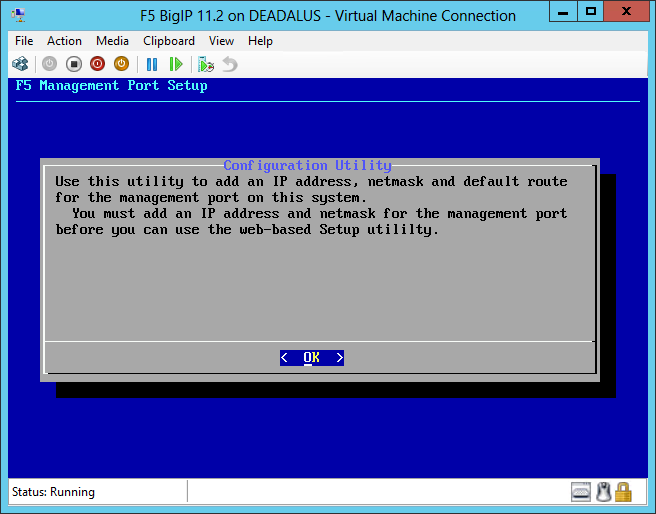 F5 BigIP 11.2 on DEADALUS - Virtual Machine Connection
File Action Media Clipboard View Help
F5 Management Port Setup
Configuration Utility
Use this utility to add an IP address, netmask and default route
for the management port on this system.
You must add an IP address and netmask for the management port
before you can use the web-based Setup utililty.
< OK >
Status: Running